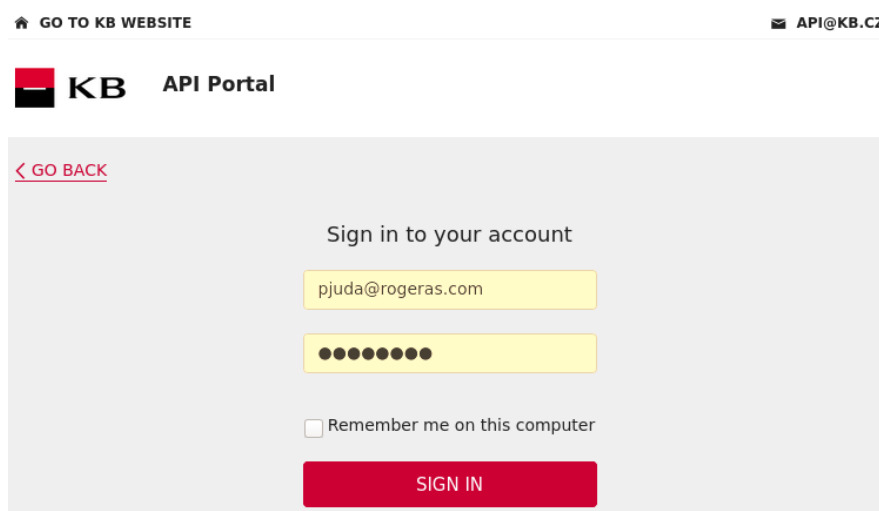 GO TO KB WEBSITE
API@KB.CZ
KB
API Portal
GO BACK
Sign in to your account
pjuda@rogeras.com
●●●●●●●●
Remember me on this computer
SIGN IN